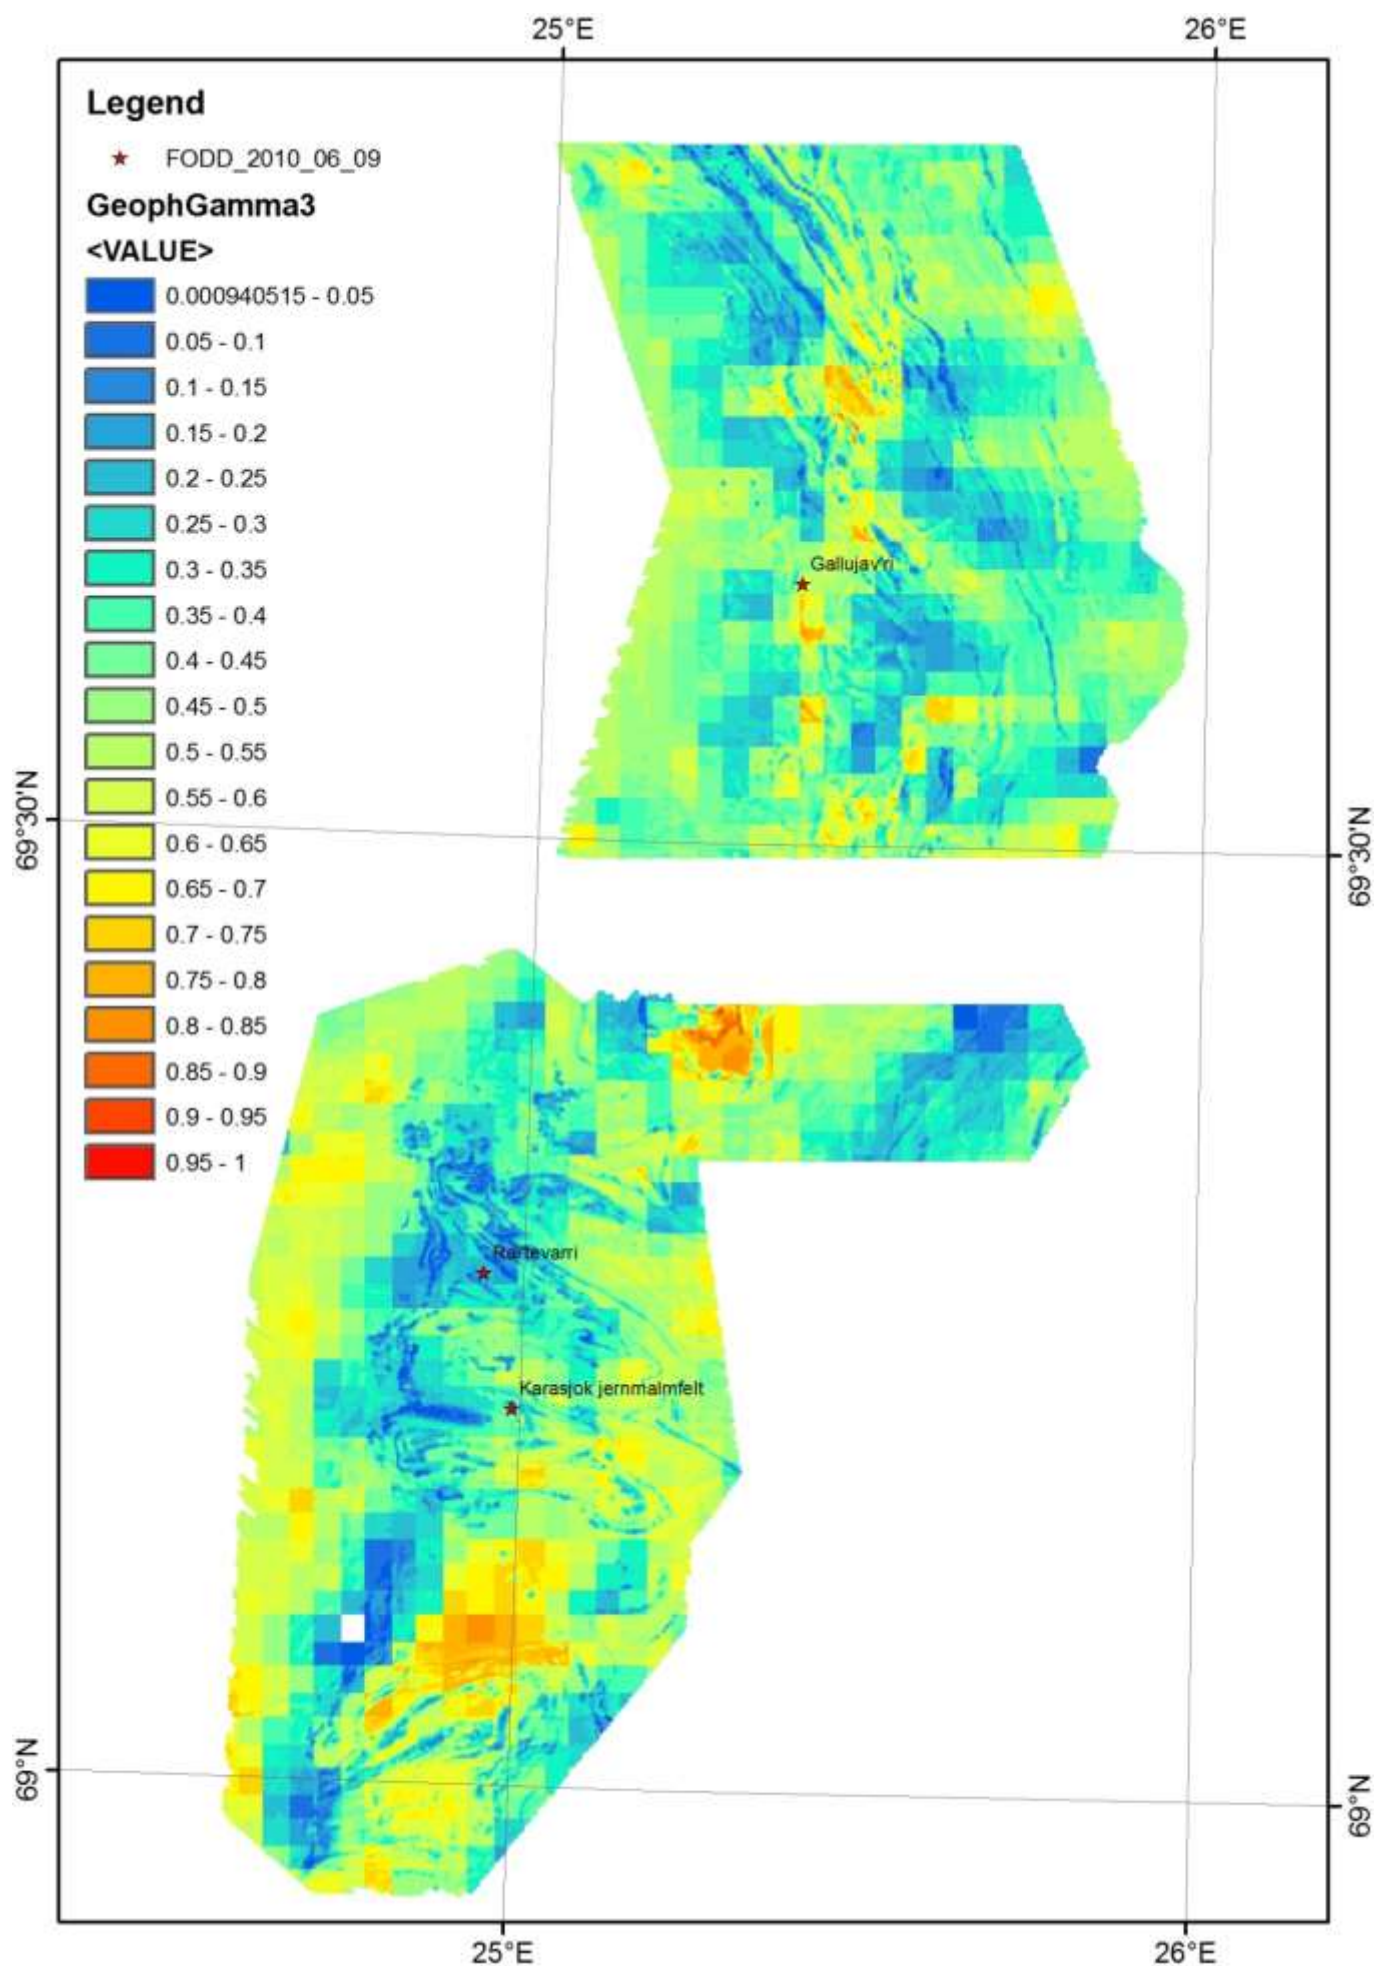 25°E
26°E
Legend
FODD_2010_06_09
GeophGamma3
<VALUE>
0.000940515 - 0.05
0.05 - 0.1
0.1 - 0.15
0.15 - 0.2
0.2 - 0.25
0.25 - 0.3
0.3 - 0.35
0.35 - 0.4
0.4 - 0.45
0.45 - 0.5
0.5 - 0.55
0.55 - 0.6
0.6 - 0.65
0.65 - 0.7
0.7 - 0.75
0.75 - 0.8
0.8 - 0.85
0.85 - 0.9
0.9 - 0.95
0.95 - 1
Gallujav'ri
69°30'N
69°30'N
Raitevarri
Karasjok jernmalmfelt
69°N
69°N
25°E
26°E